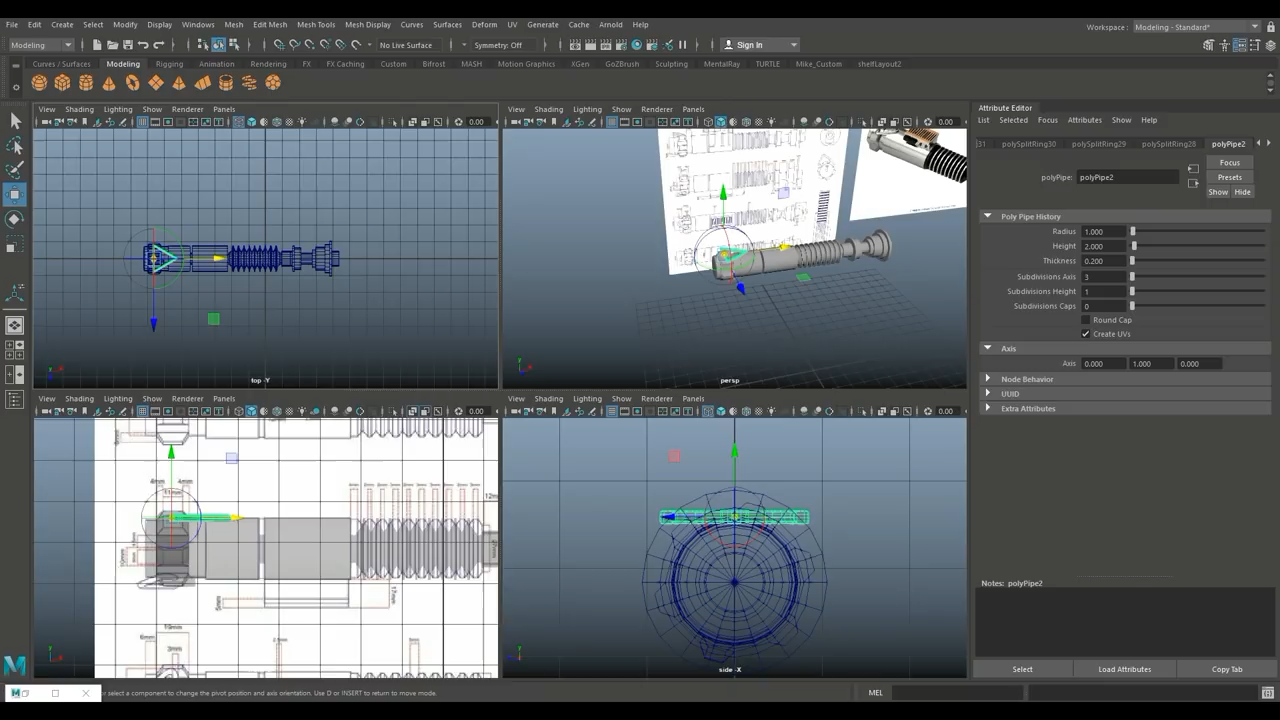 File Edit Create Select Modify Display Windows Mesh Edit Mesh Mesh Tools Mesh Display Curves Surfaces Deform UV Generate Cache Arnold Help
Workspace : Modeling - Standard*
Modeling No Live Surface Symmetry: Off Sign In
Curves / Surfaces Modeling Rigging Animation Rendering FX FX Caching Custom Bifrost MASH Motion Graphics XGen GoZBrush Sculpting MentalRay TURTLE Mike_Custom shelfLayout2
View Shading Lighting Show Renderer Panels
0.00
top -Y
View Shading Lighting Show Renderer Panels
0.00
persp
View Shading Lighting Show Renderer Panels
0.00
4mm 4mm
11mm
View Shading Lighting Show Renderer Panels
0.00
side -X
Attribute Editor
List Selected Focus Attributes Show Help
31 polySplitRing30 polySplitRing29 polySplitRing28 polyPipe2
polyPipe: polyPipe2
Focus
Presets
Show Hide
Poly Pipe History
Radius 1.000
Height 2.000
Thickness 0.200
Subdivisions Axis 3
Subdivisions Height 1
Subdivisions Caps 0
Round Cap
Create UVs
Axis
Axis 0.000 1.000 0.000
Node Behavior
UUID
Extra Attributes
Notes: polyPipe2
Select Load Attributes Copy Tab
or select a component to change the pivot position and axis orientation. Use D or INSERT to return to move mode.
MEL